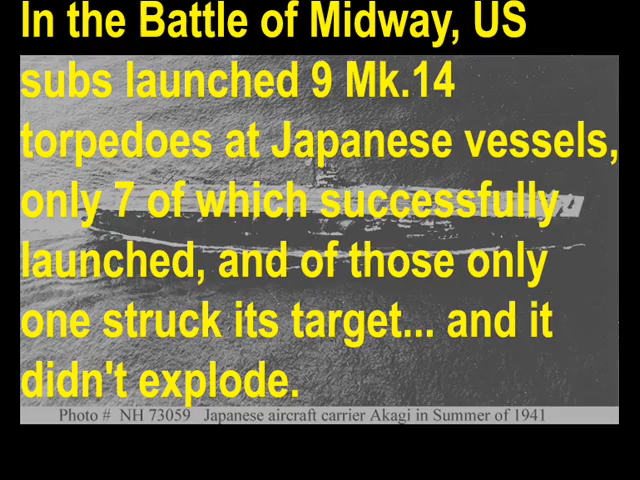 In the Battle of Midway, US
subs launched 9 Mk.14
torpedoes at Japanese vessels,
only 7 of which successfully
launched, and of those only
one struck its target... and it
didn't explode.
Photo # NH 73059 Japanese aircraft carrier Akagi in Summer of 1941